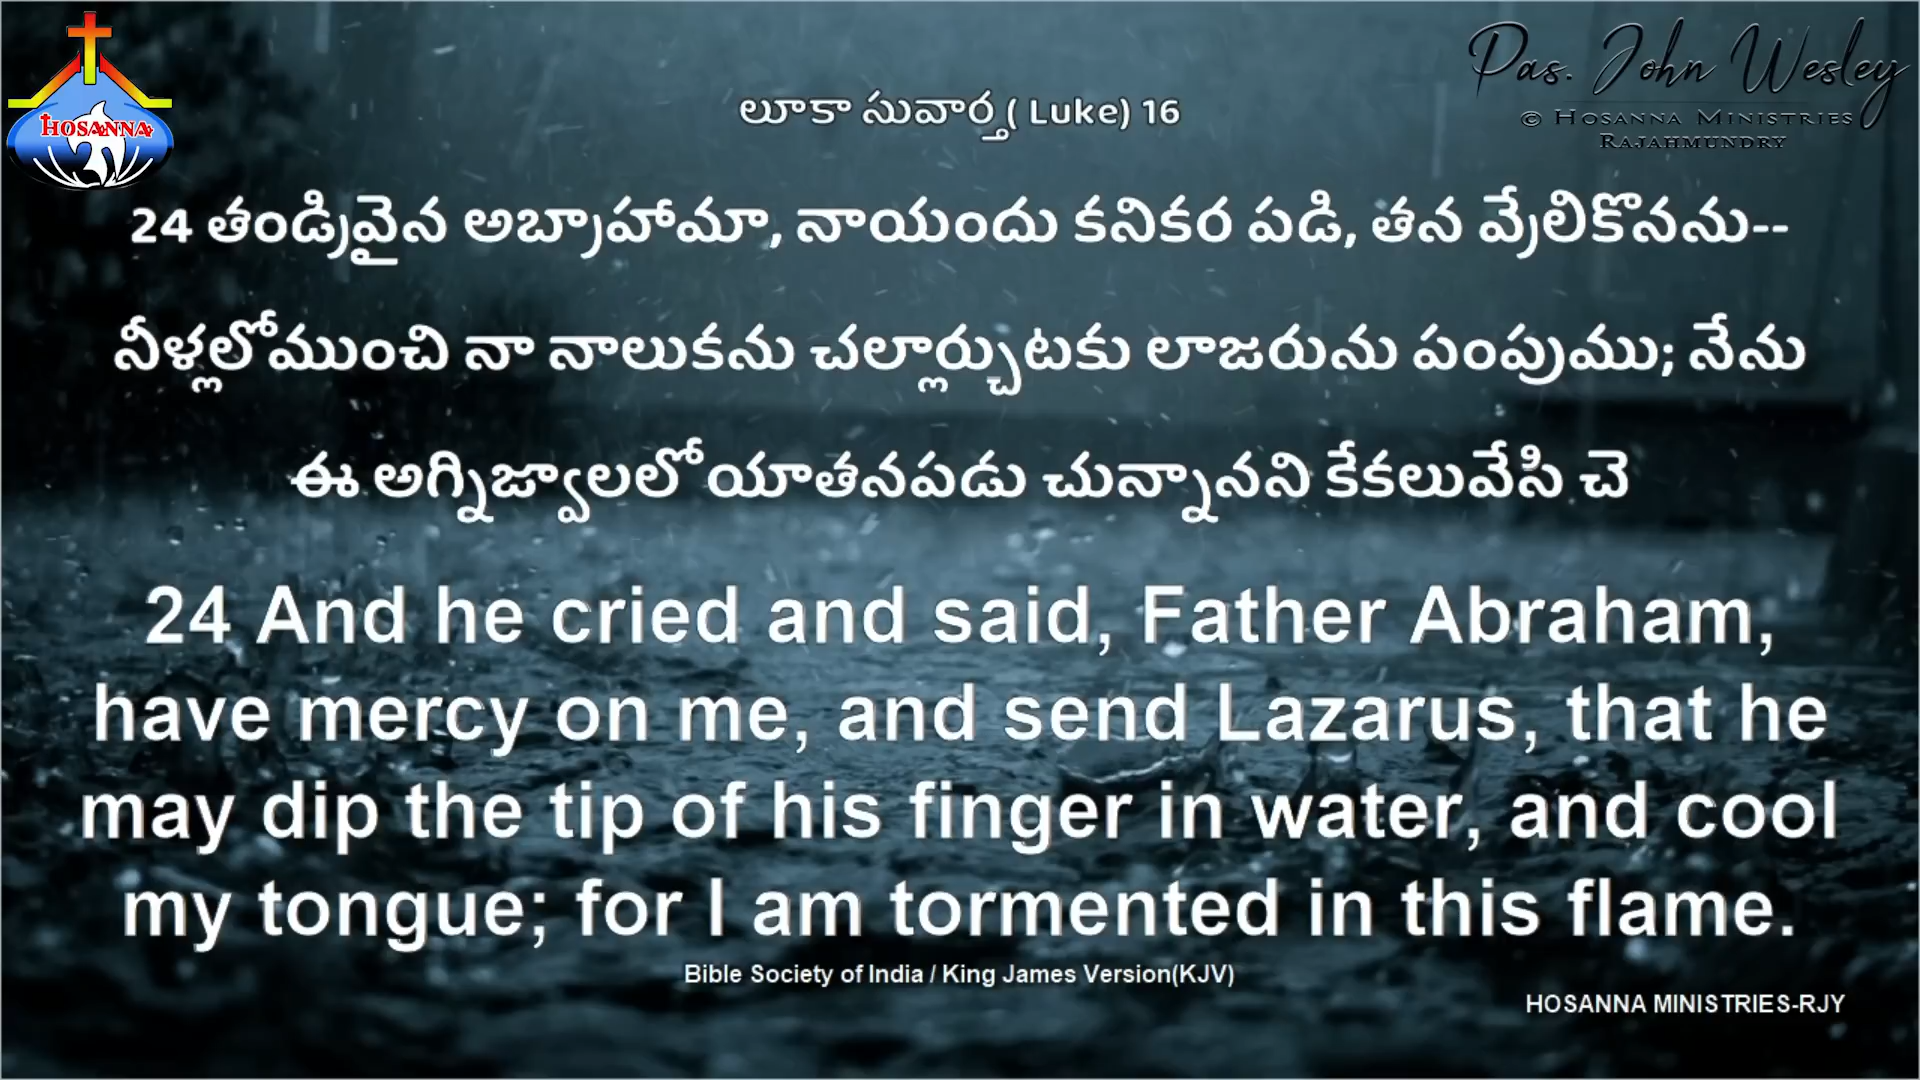 HOSANNA
Pas. John Wesley
© HOSANNA MINISTRIES
RAJAHMUNDRY
లూకా సువార్త ( Luke) 16
24 తండ్రివైన అబ్రాహామా, నాయందు కనికర పడి, తన వ్రేలికొనను--
నీళ్లలోముంచి నా నాలుకను చల్లార్చుటకు లాజరును పంపుము; నేను
ఈ అగ్నిజ్వాలలో యాతనపడు చున్నానని కేకలువేసి చె
24 And he cried and said, Father Abraham,
have mercy on me, and send Lazarus, that he
may dip the tip of his finger in water, and cool
my tongue; for I am tormented in this flame.
Bible Society of India / King James Version(KJV)
HOSANNA MINISTRIES-RJY